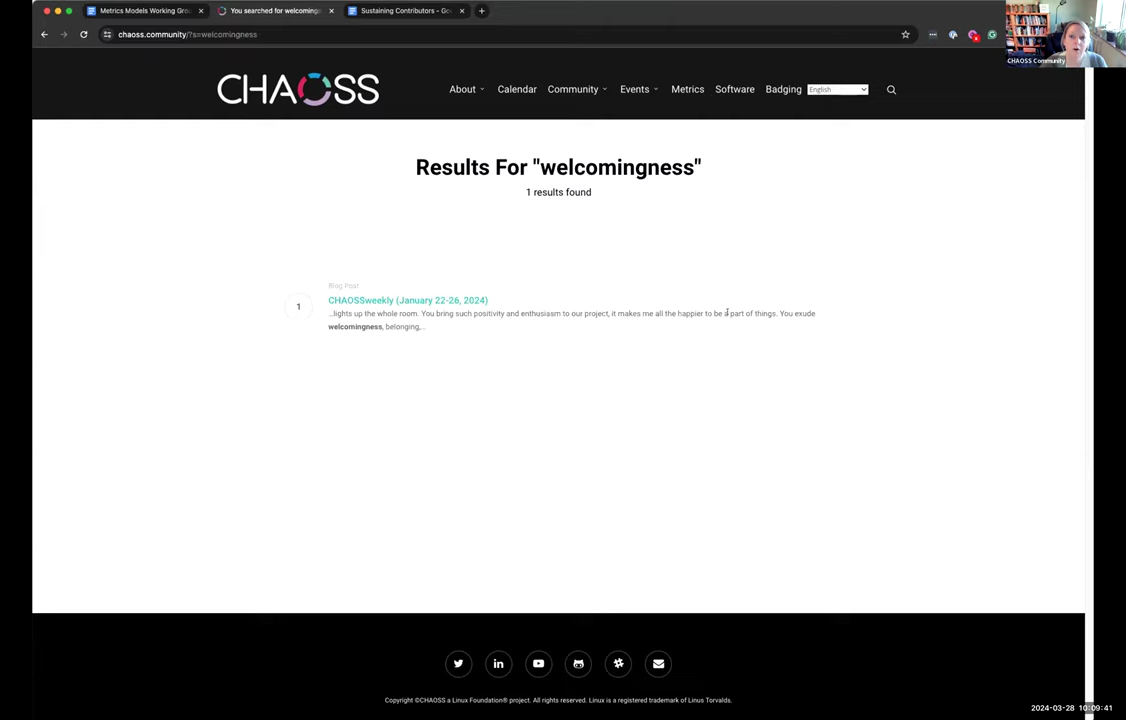 Metrics Models Working Gro
You searched for welcoming
Sustaining Contributors - Go
chaoss.community/?s=welcomingness
CHAOSS Community
CHAOSS
About
Calendar
Community
Events
Metrics
Software
Badging
English
Results For "welcomingness"
1 results found
Blog Post
1
CHAOSSweekly (January 22-26, 2024)
...lights up the whole room. You bring such positivity and enthusiasm to our project, it makes me all the happier to be a part of things. You exude
welcomingness, belonging,...
Copyright ©CHAOSS a Linux Foundation® project. All rights reserved. Linux is a registered trademark of Linus Torvalds.
2024-03-28 10:09:41